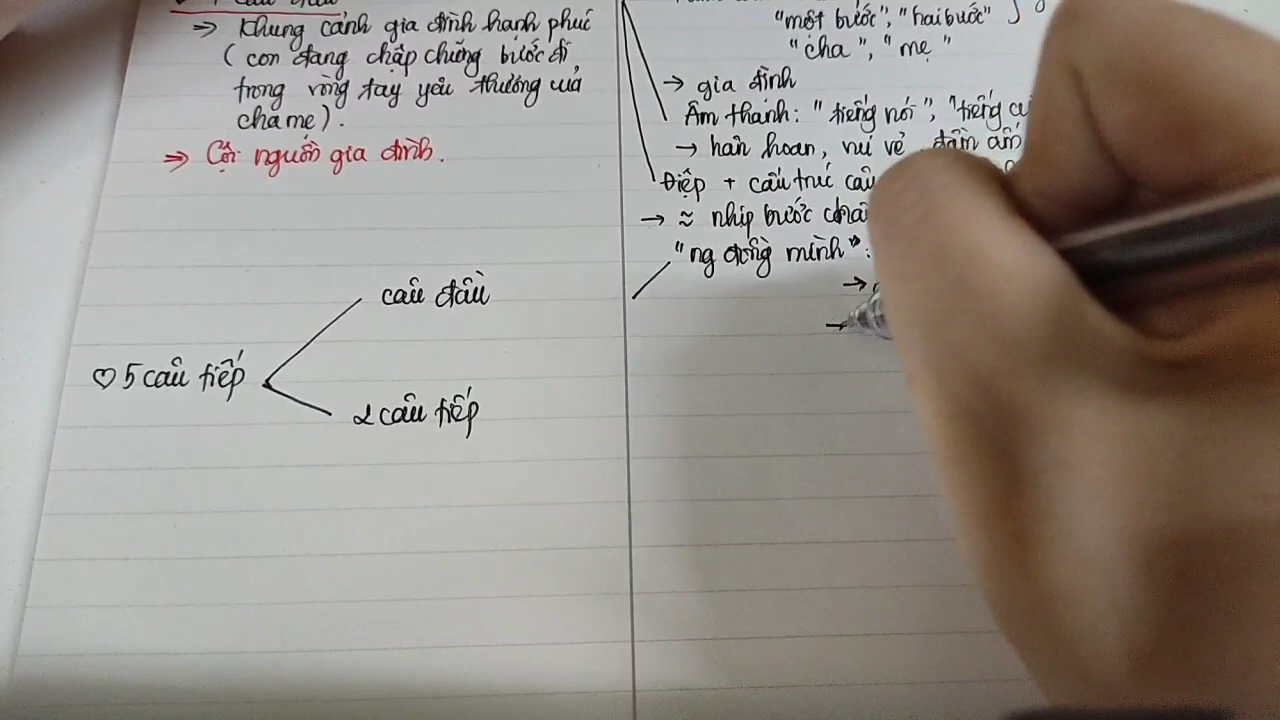 ⇒ Khung cảnh gia đình hạnh phúc
( con đang chập chững bước đi
trong vòng tay yêu thương của
cha mẹ ).
⇒ Cội nguồn gia đình.
♡ 5 câu tiếp
câu đầu
2 câu tiếp
"một bước", "hai bước"
"cha", "mẹ"
→ gia đình
Âm thanh: "tiếng nói", "tiếng
→ hân hoan, vui vẻ, đầm ấm
Điệp + cấu trúc câu
→ ≈ nhịp bước
"ng đồng mình":
→
→